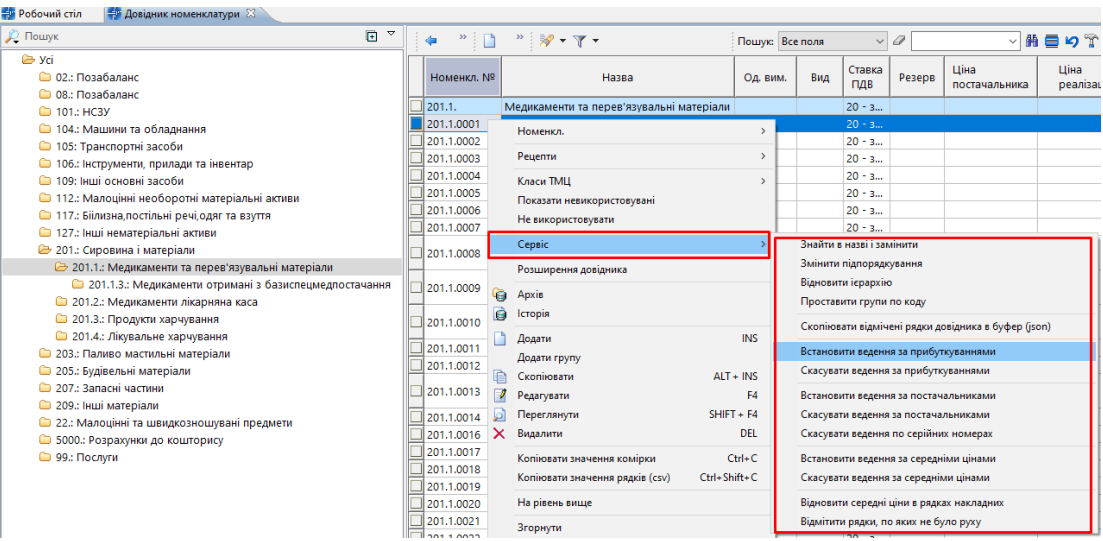 Робочий стіл
Довідник номенклатури
Пошук
Усі
02.: Позабаланс
08.: Позабаланс
101.: НСЗУ
104.: Машини та обладнання
105: Транспортні засоби
106.: Інструменти, прилади та інвентар
109: Інші основні засоби
112.: Малоцінні необоротні матеріальні активи
117.: Біілизна,постільні речі,одяг та взуття
127.: Інші нематеріальні активи
201.: Сировина і матеріали
201.1.: Медикаменти та перев'язувальні матеріали
201.1.3.: Медикаменти отримані з базиспецмедпостачання
201.2.: Медикаменти лікарняна каса
201.3.: Продукти харчування
201.4.: Лікувальне харчування
203.: Паливо мастильні матеріали
205.: Будівельні матеріали
207.: Запасні частини
209.: Інші матеріали
22.: Малоцінні та швидкозношувані предмети
5000.: Розрахунки до кошторису
99.: Послуги
Пошук: Все поля
Номенкл. № Назва Од. вим. Вид Ставка ПДВ Резерв Ціна постачальника Ціна реалізац
201.1. Медикаменти та перев'язувальні матеріали 20 - з...
201.1.0001 20 - з...
201.1.0002 20 - з...
201.1.0003 20 - з...
201.1.0004 20 - з...
201.1.0005 20 - з...
201.1.0006 20 - з...
201.1.0007 20 - з...
201.1.0008
201.1.0009
201.1.0010
201.1.0011
201.1.0012
201.1.0013
201.1.0014
201.1.0016
201.1.0017
201.1.0018
201.1.0019
201.1.0020
201.1.0021
201.1.0022 20 - з...
Номенкл.
Рецепти
Класи ТМЦ
Показати невикористовувані
Не використовувати
Сервіс
Розширення довідника
Архів
Історія
Додати INS
Додати групу
Скопіювати ALT + INS
Редагувати F4
Переглянути SHIFT + F4
Видалити DEL
Копіювати значення комірки Ctrl+C
Копіювати значення рядків (csv) Ctrl+Shift+C
На рівень вище
Згорнути
Знайти в назві і замінити
Змінити підпорядкування
Відновити ієрархію
Проставити групи по коду
Скопіювати відмічені рядки довідника в буфер (json)
Встановити ведення за прибуткуваннями
Скасувати ведення за прибуткуваннями
Встановити ведення за постачальниками
Скасувати ведення за постачальниками
Скасувати ведення по серійних номерах
Встановити ведення за середніми цінами
Скасувати ведення за середніми цінами
Відновити середні ціни в рядках накладних
Відмітити рядки, по яких не було руху